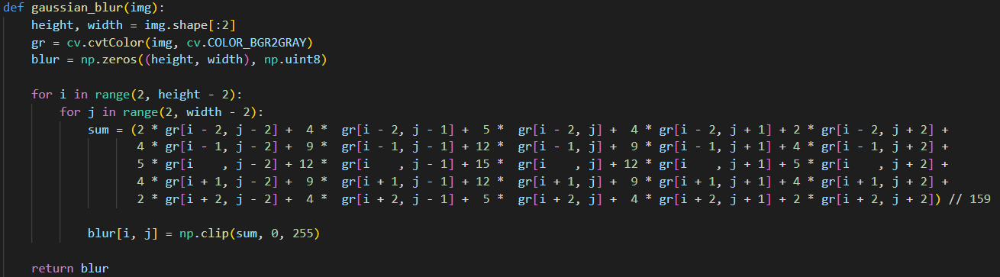 def gaussian_blur(img):
    height, width = img.shape[:2]
    gr = cv.cvtColor(img, cv.COLOR_BGR2GRAY)
    blur = np.zeros((height, width), np.uint8)

    for i in range(2, height - 2):
        for j in range(2, width - 2):
            sum = (2 * gr[i - 2, j - 2] +  4 *  gr[i - 2, j - 1] +  5 *  gr[i - 2, j] +  4 * gr[i - 2, j + 1] + 2 * gr[i - 2, j + 2] +
                   4 * gr[i - 1, j - 2] +  9 *  gr[i - 1, j - 1] + 12 *  gr[i - 1, j] +  9 * gr[i - 1, j + 1] + 4 * gr[i - 1, j + 2] +
                   5 * gr[i    , j - 2] + 12 *  gr[i    , j - 1] + 15 *  gr[i    , j] + 12 * gr[i    , j + 1] + 5 * gr[i    , j + 2] +
                   4 * gr[i + 1, j - 2] +  9 *  gr[i + 1, j - 1] + 12 *  gr[i + 1, j] +  9 * gr[i + 1, j + 1] + 4 * gr[i + 1, j + 2] +
                   2 * gr[i + 2, j - 2] +  4 *  gr[i + 2, j - 1] +  5 *  gr[i + 2, j] +  4 * gr[i + 2, j + 1] + 2 * gr[i + 2, j + 2]) // 159

            blur[i, j] = np.clip(sum, 0, 255)

    return blur